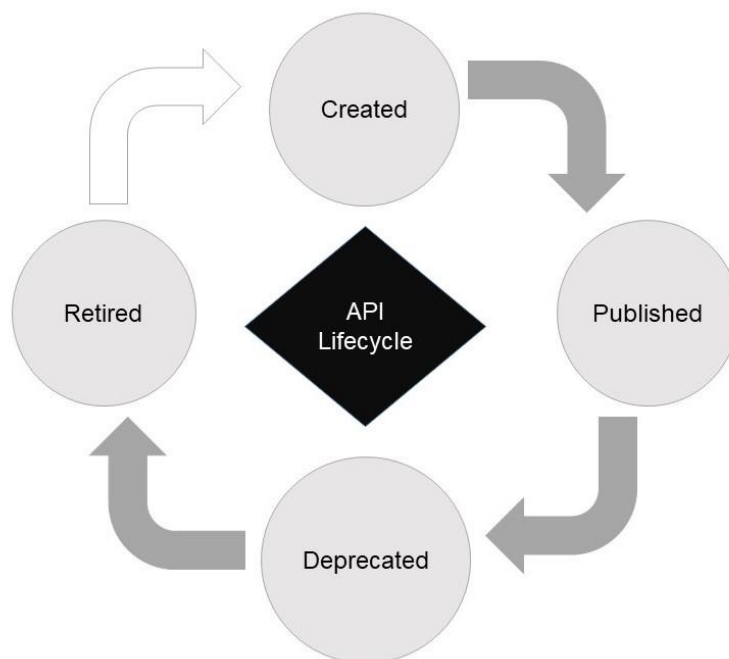 Created
Retired
API
Lifecycle
Published
Deprecated